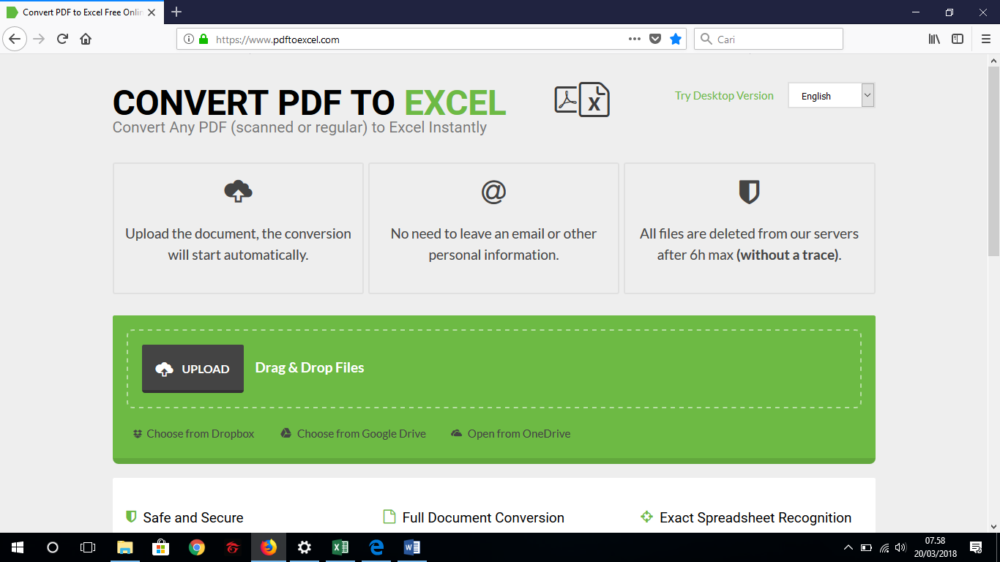 Convert PDF to Excel Free Onlin
https://www.pdftoexcel.com
Cari
CONVERT PDF TO EXCEL
Convert Any PDF (scanned or regular) to Excel Instantly
Try Desktop Version
English
Upload the document, the conversion
will start automatically.
@
No need to leave an email or other
personal information.
All files are deleted from our servers
after 6h max (without a trace).
UPLOAD
Drag & Drop Files
Choose from Dropbox
Choose from Google Drive
Open from OneDrive
Safe and Secure
Full Document Conversion
Exact Spreadsheet Recognition
07.58
20/03/2018